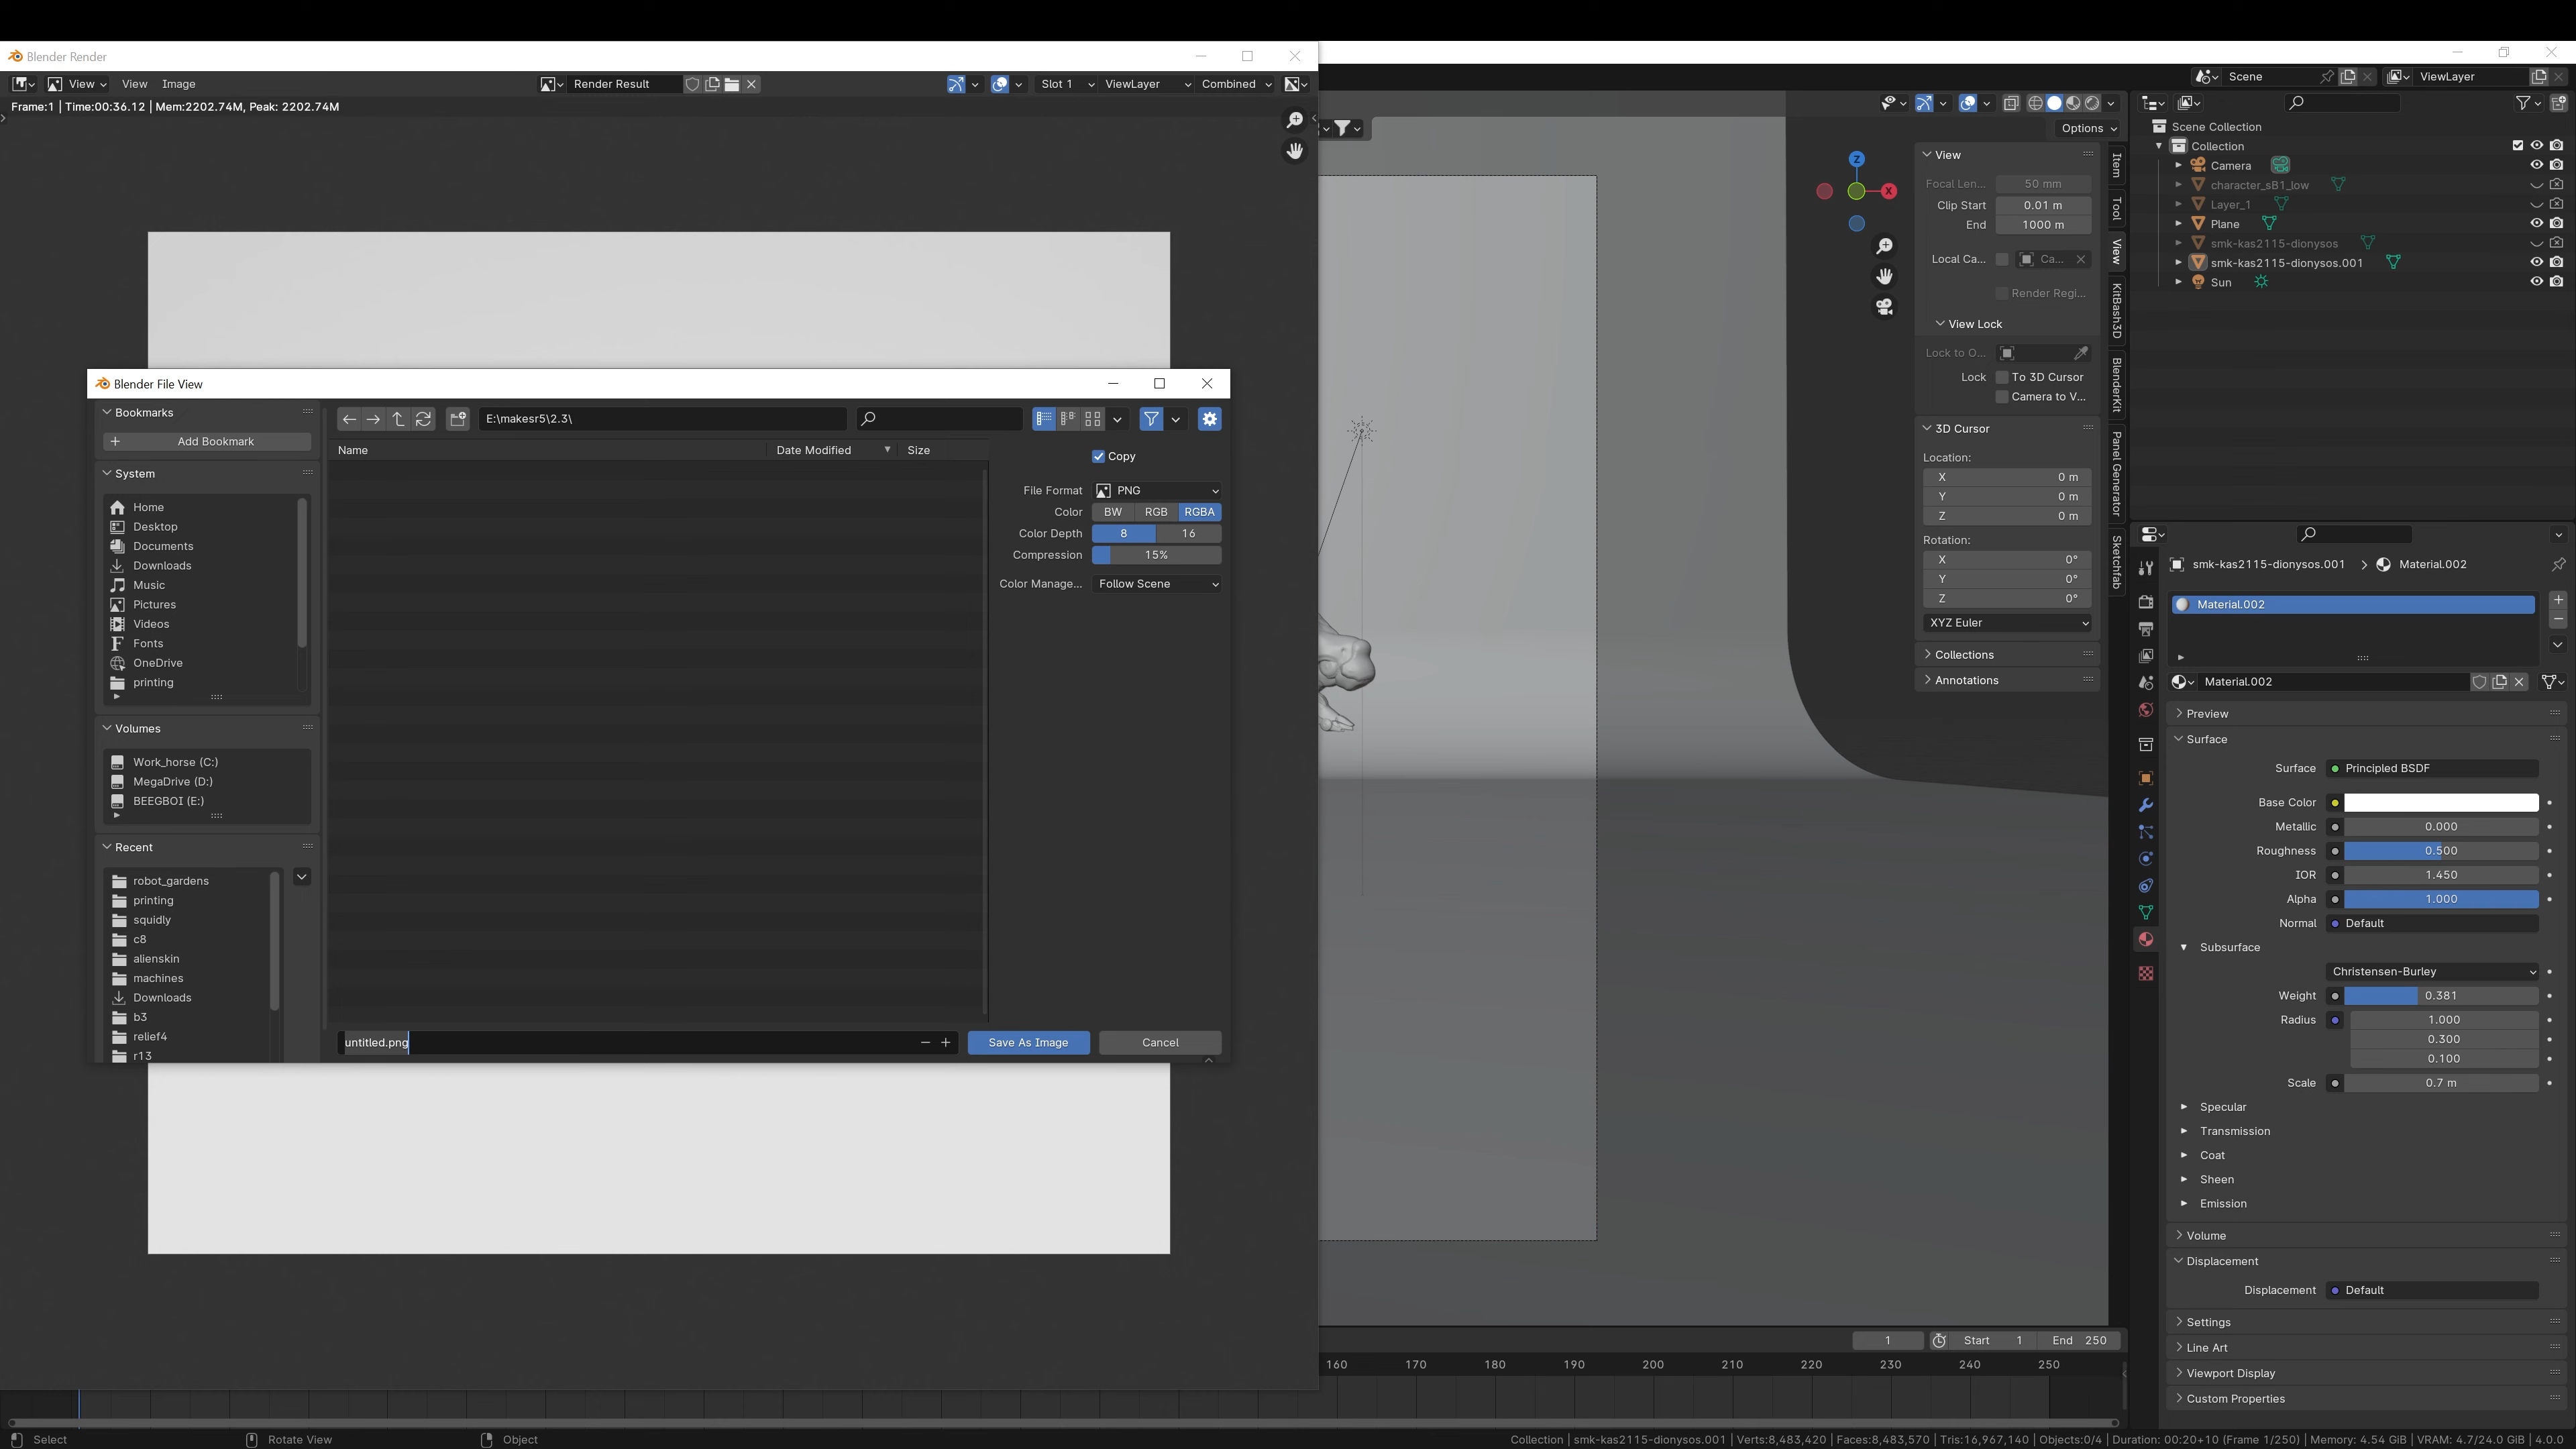 Blender Render
View View Image Render Result Slot 1 ViewLayer Combined
Frame:1 | Time:00:36.12 | Mem:2202.74M, Peak: 2202.74M
Blender File View
Bookmarks
Add Bookmark
System
Home
Desktop
Documents
Downloads
Music
Pictures
Videos
Fonts
OneDrive
printing
Volumes
Work_horse (C:)
MegaDrive (D:)
BEEGBOI (E:)
Recent
robot_gardens
printing
squidly
c8
alienskin
machines
Downloads
b3
relief4
r13
E:\makesr5\2.3\
Name Date Modified Size
Copy
File Format PNG
Color BW RGB RGBA
Color Depth 8 16
Compression 15%
Color Manage... Follow Scene
untitled.png Save As Image Cancel
Options
Z
X
View
Focal Len... 50 mm
Clip Start 0.01 m
End 1000 m
Local Ca... Ca...
Render Regi...
View Lock
Lock to O...
Lock To 3D Cursor
Camera to V...
3D Cursor
Location:
X 0 m
Y 0 m
Z 0 m
Rotation:
X 0°
Y 0°
Z 0°
XYZ Euler
Collections
Annotations
Item
Tool
View
KitBash3D
BlenderKit
Panel Generator
Sketchfab
Scene ViewLayer
Scene Collection
Collection
Camera
character_sB1_low
Layer_1
Plane
smk-kas2115-dionysos
smk-kas2115-dionysos.001
Sun
smk-kas2115-dionysos.001 Material.002
Material.002
Material.002
Preview
Surface
Surface Principled BSDF
Base Color
Metallic 0.000
Roughness 0.500
IOR 1.450
Alpha 1.000
Normal Default
Subsurface
Christensen-Burley
Weight 0.381
Radius 1.000
0.300
0.100
Scale 0.7 m
Specular
Transmission
Coat
Sheen
Emission
Volume
Displacement
Displacement Default
Settings
Line Art
Viewport Display
Custom Properties
1 Start 1 End 250
160 170 180 190 200 210 220 230 240 250
Select Rotate View Object
Collection | smk-kas2115-dionysos.001 | Verts:8,483,420 | Faces:8,483,570 | Tris:16,967,140 | Objects:0/4 | Duration: 00:20+10 (Frame 1/250) | Memory: 4.54 GiB | VRAM: 4.7/24.0 GiB | 4.0.0